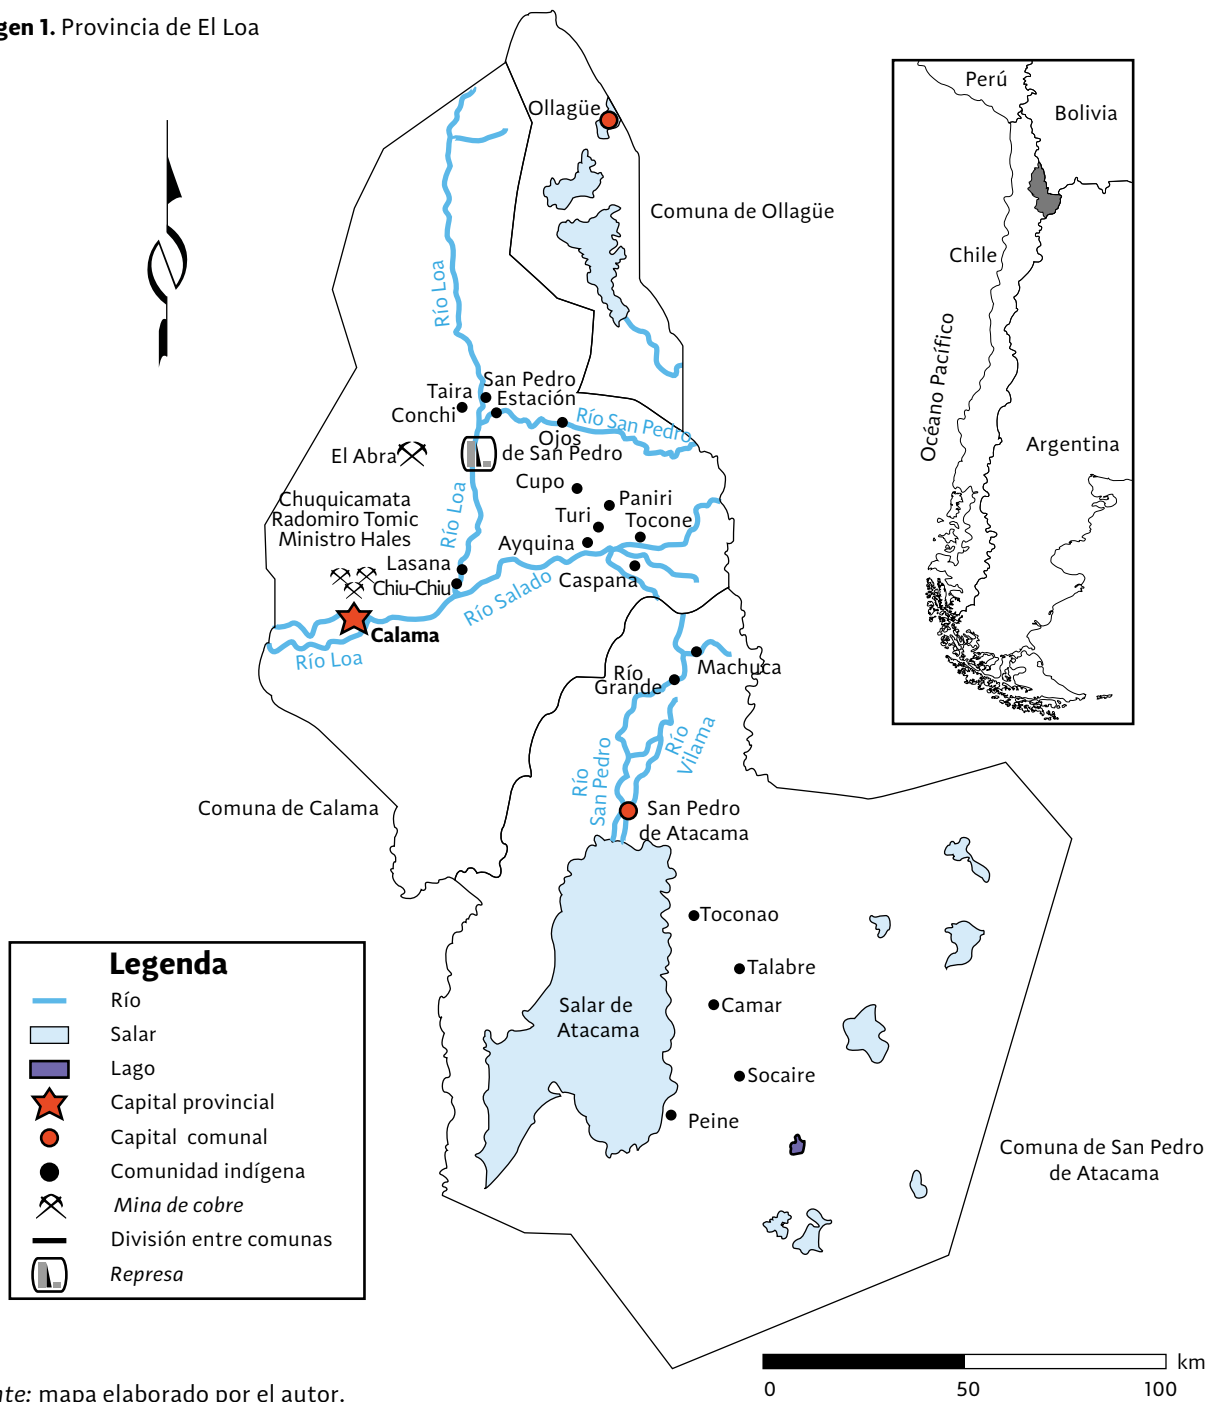 gen 1. Provincia de El Loa
Ollagüe
Comuna de Ollagüe
Perú
Bolivia
Chile
Océano Pacífico
Argentina
Río Loa
Taira
San Pedro
Estación
Conchi
Río San Pedro
Ojos
de San Pedro
El Abra
Cupo
Paniri
Chuquicamata
Radomiro Tomic
Ministro Hales
Río Loa
Turi
Tocone
Ayquina
Lasana
Chiu-Chiu
Caspana
Río Salado
Calama
Río Loa
Machuca
Río
Grande
Río
Vilama
Río
San Pedro
Comuna de Calama
San Pedro
de Atacama
Toconao
Talabre
Camar
Salar de
Atacama
Socaire
Peine
Comuna de San Pedro
de Atacama
Legenda
Río
Salar
Lago
Capital provincial
Capital comunal
Comunidad indígena
Mina de cobre
División entre comunas
Represa
km
0 50 100
nte: mapa elaborado por el autor.